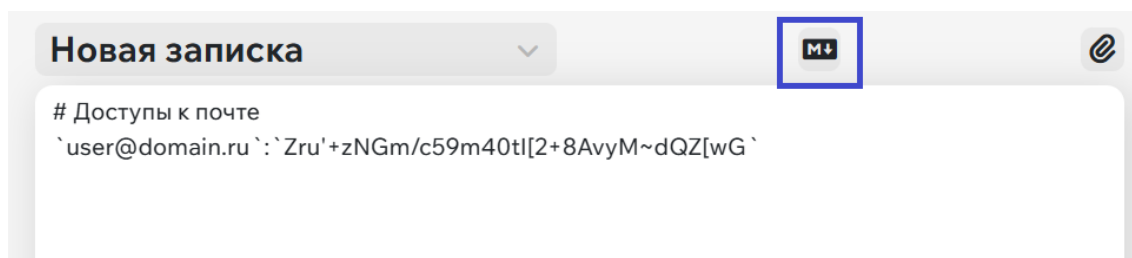 Новая записка
M↓
# Доступы к почте
`user@domain.ru`:`Zru'+zNGm/c59m40tl[2+8AvyM~dQZ[wG`